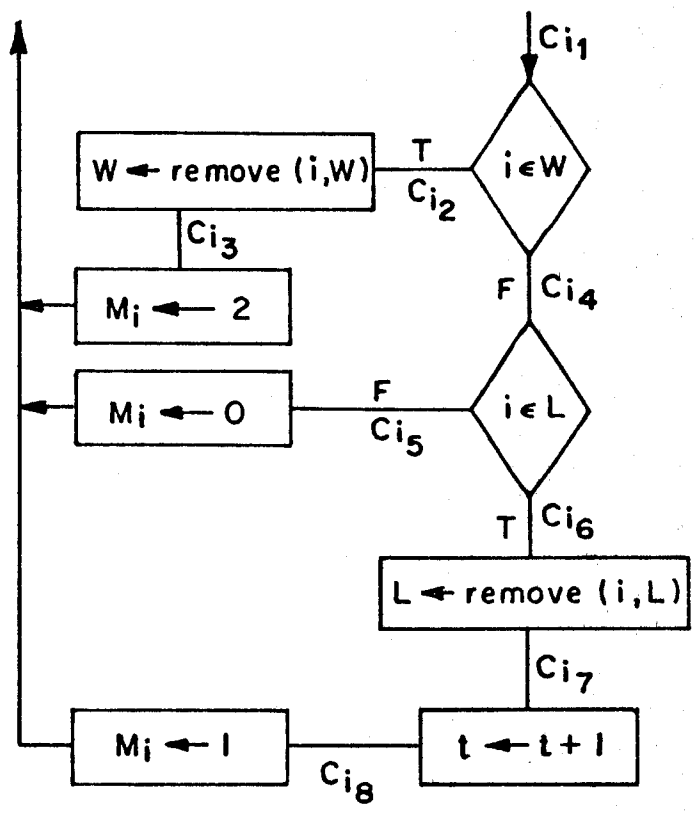 Ci1
W ← remove (i,W)
T
Ci2
i ∈ W
Ci3
Mi ← 2
F
Ci4
Mi ← 0
F
Ci5
i ∈ L
T
Ci6
L ← remove (i,L)
Ci7
Mi ← 1
Ci8
t ← t + 1